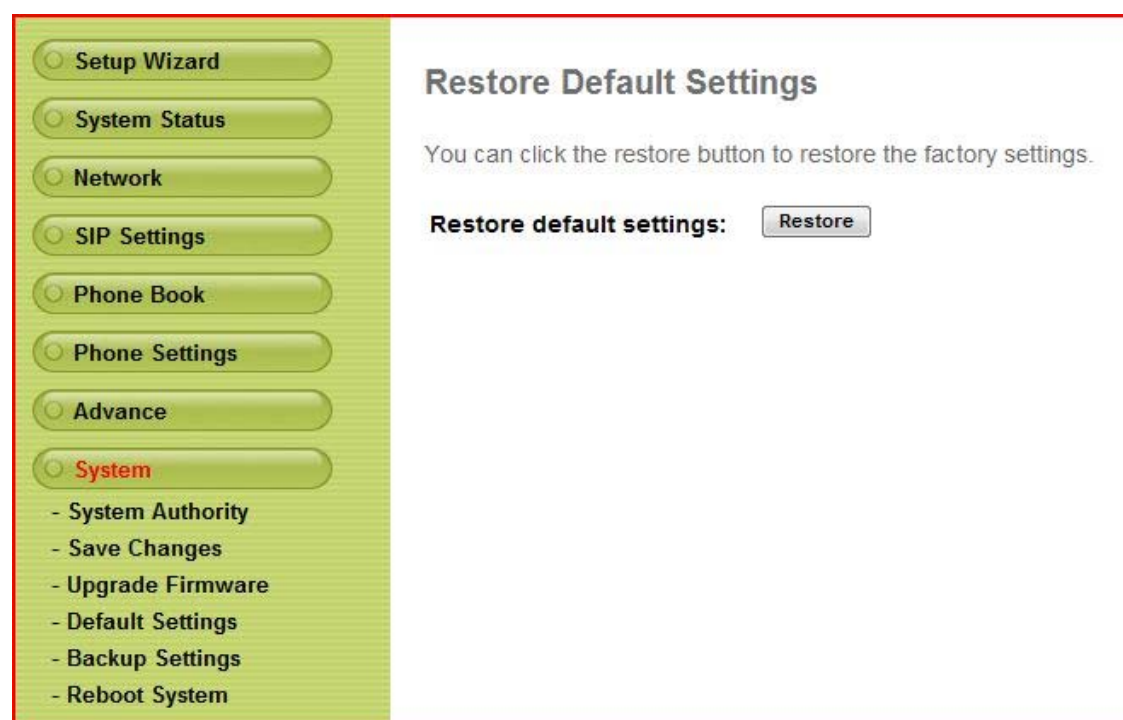 Setup Wizard
System Status
Network
SIP Settings
Phone Book
Phone Settings
Advance
System
- System Authority
- Save Changes
- Upgrade Firmware
- Default Settings
- Backup Settings
- Reboot System
Restore Default Settings
You can click the restore button to restore the factory settings.
Restore default settings: Restore